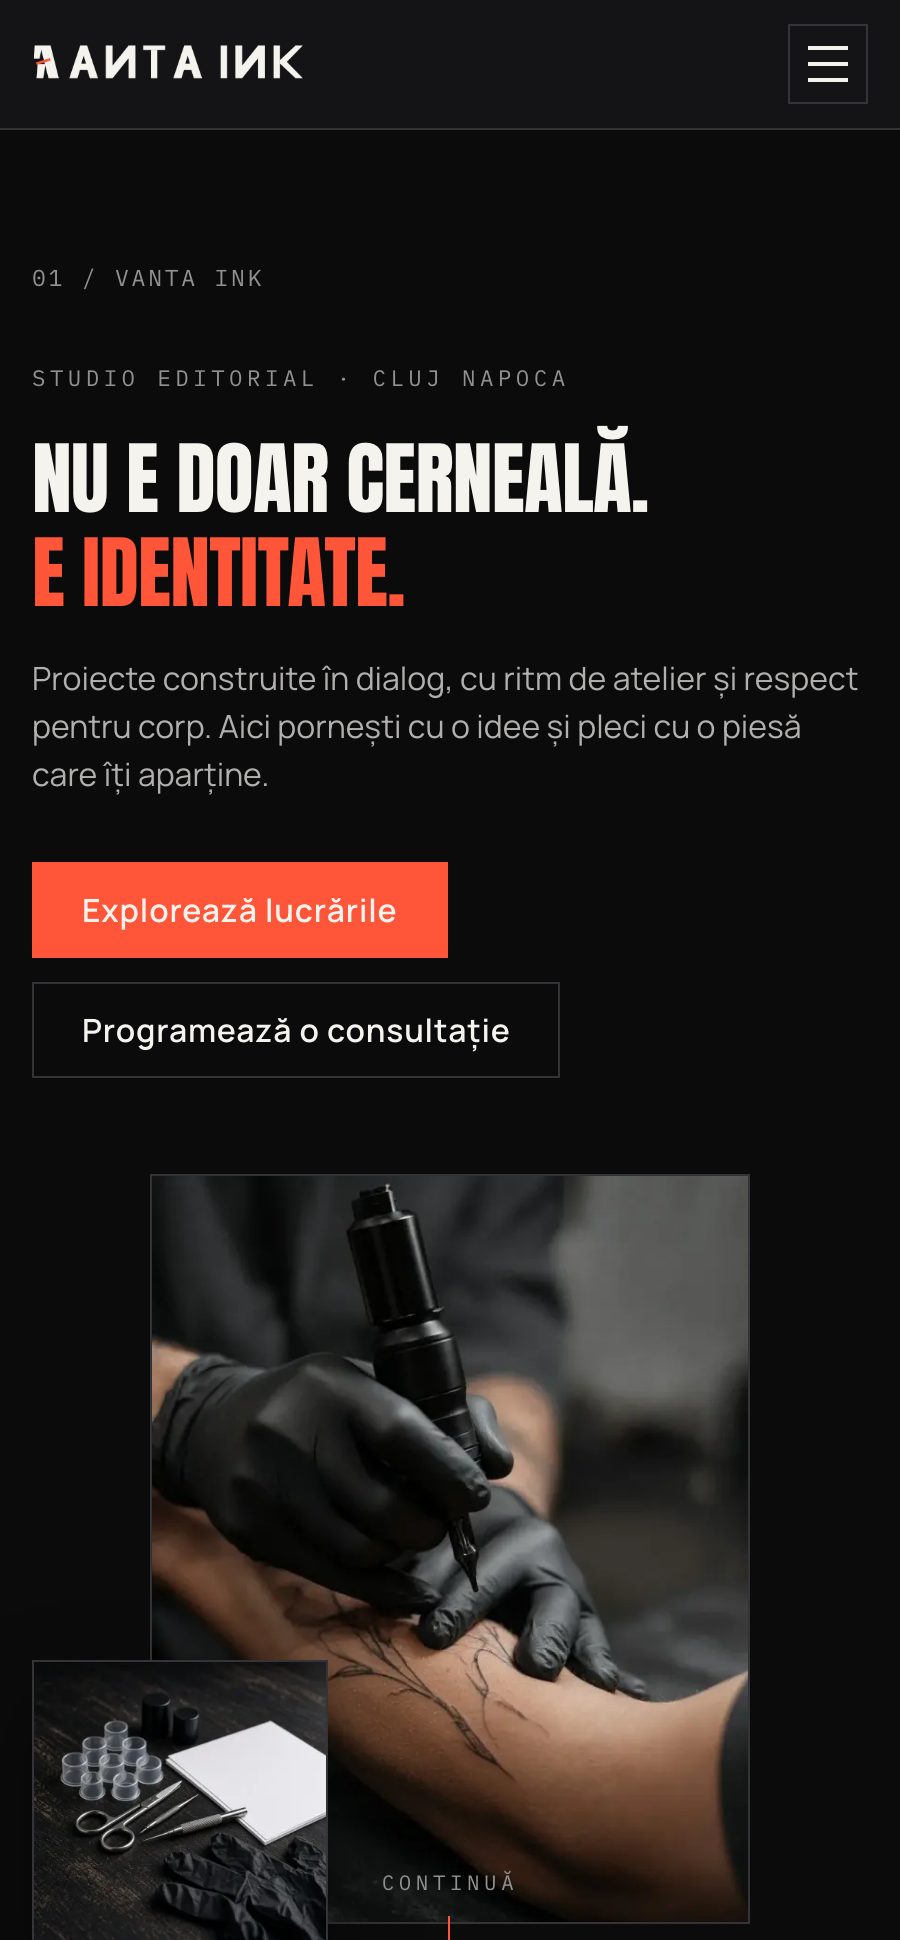 VANTA INK
01 / VANTA INK
STUDIO EDITORIAL · CLUJ NAPOCA
NU E DOAR CERNEALĂ.
E IDENTITATE.
Proiecte construite în dialog, cu ritm de atelier și respect
pentru corp. Aici pornești cu o idee și pleci cu o piesă
care îți aparține.
Explorează lucrările
Programează o consultație
CONTINUĂ